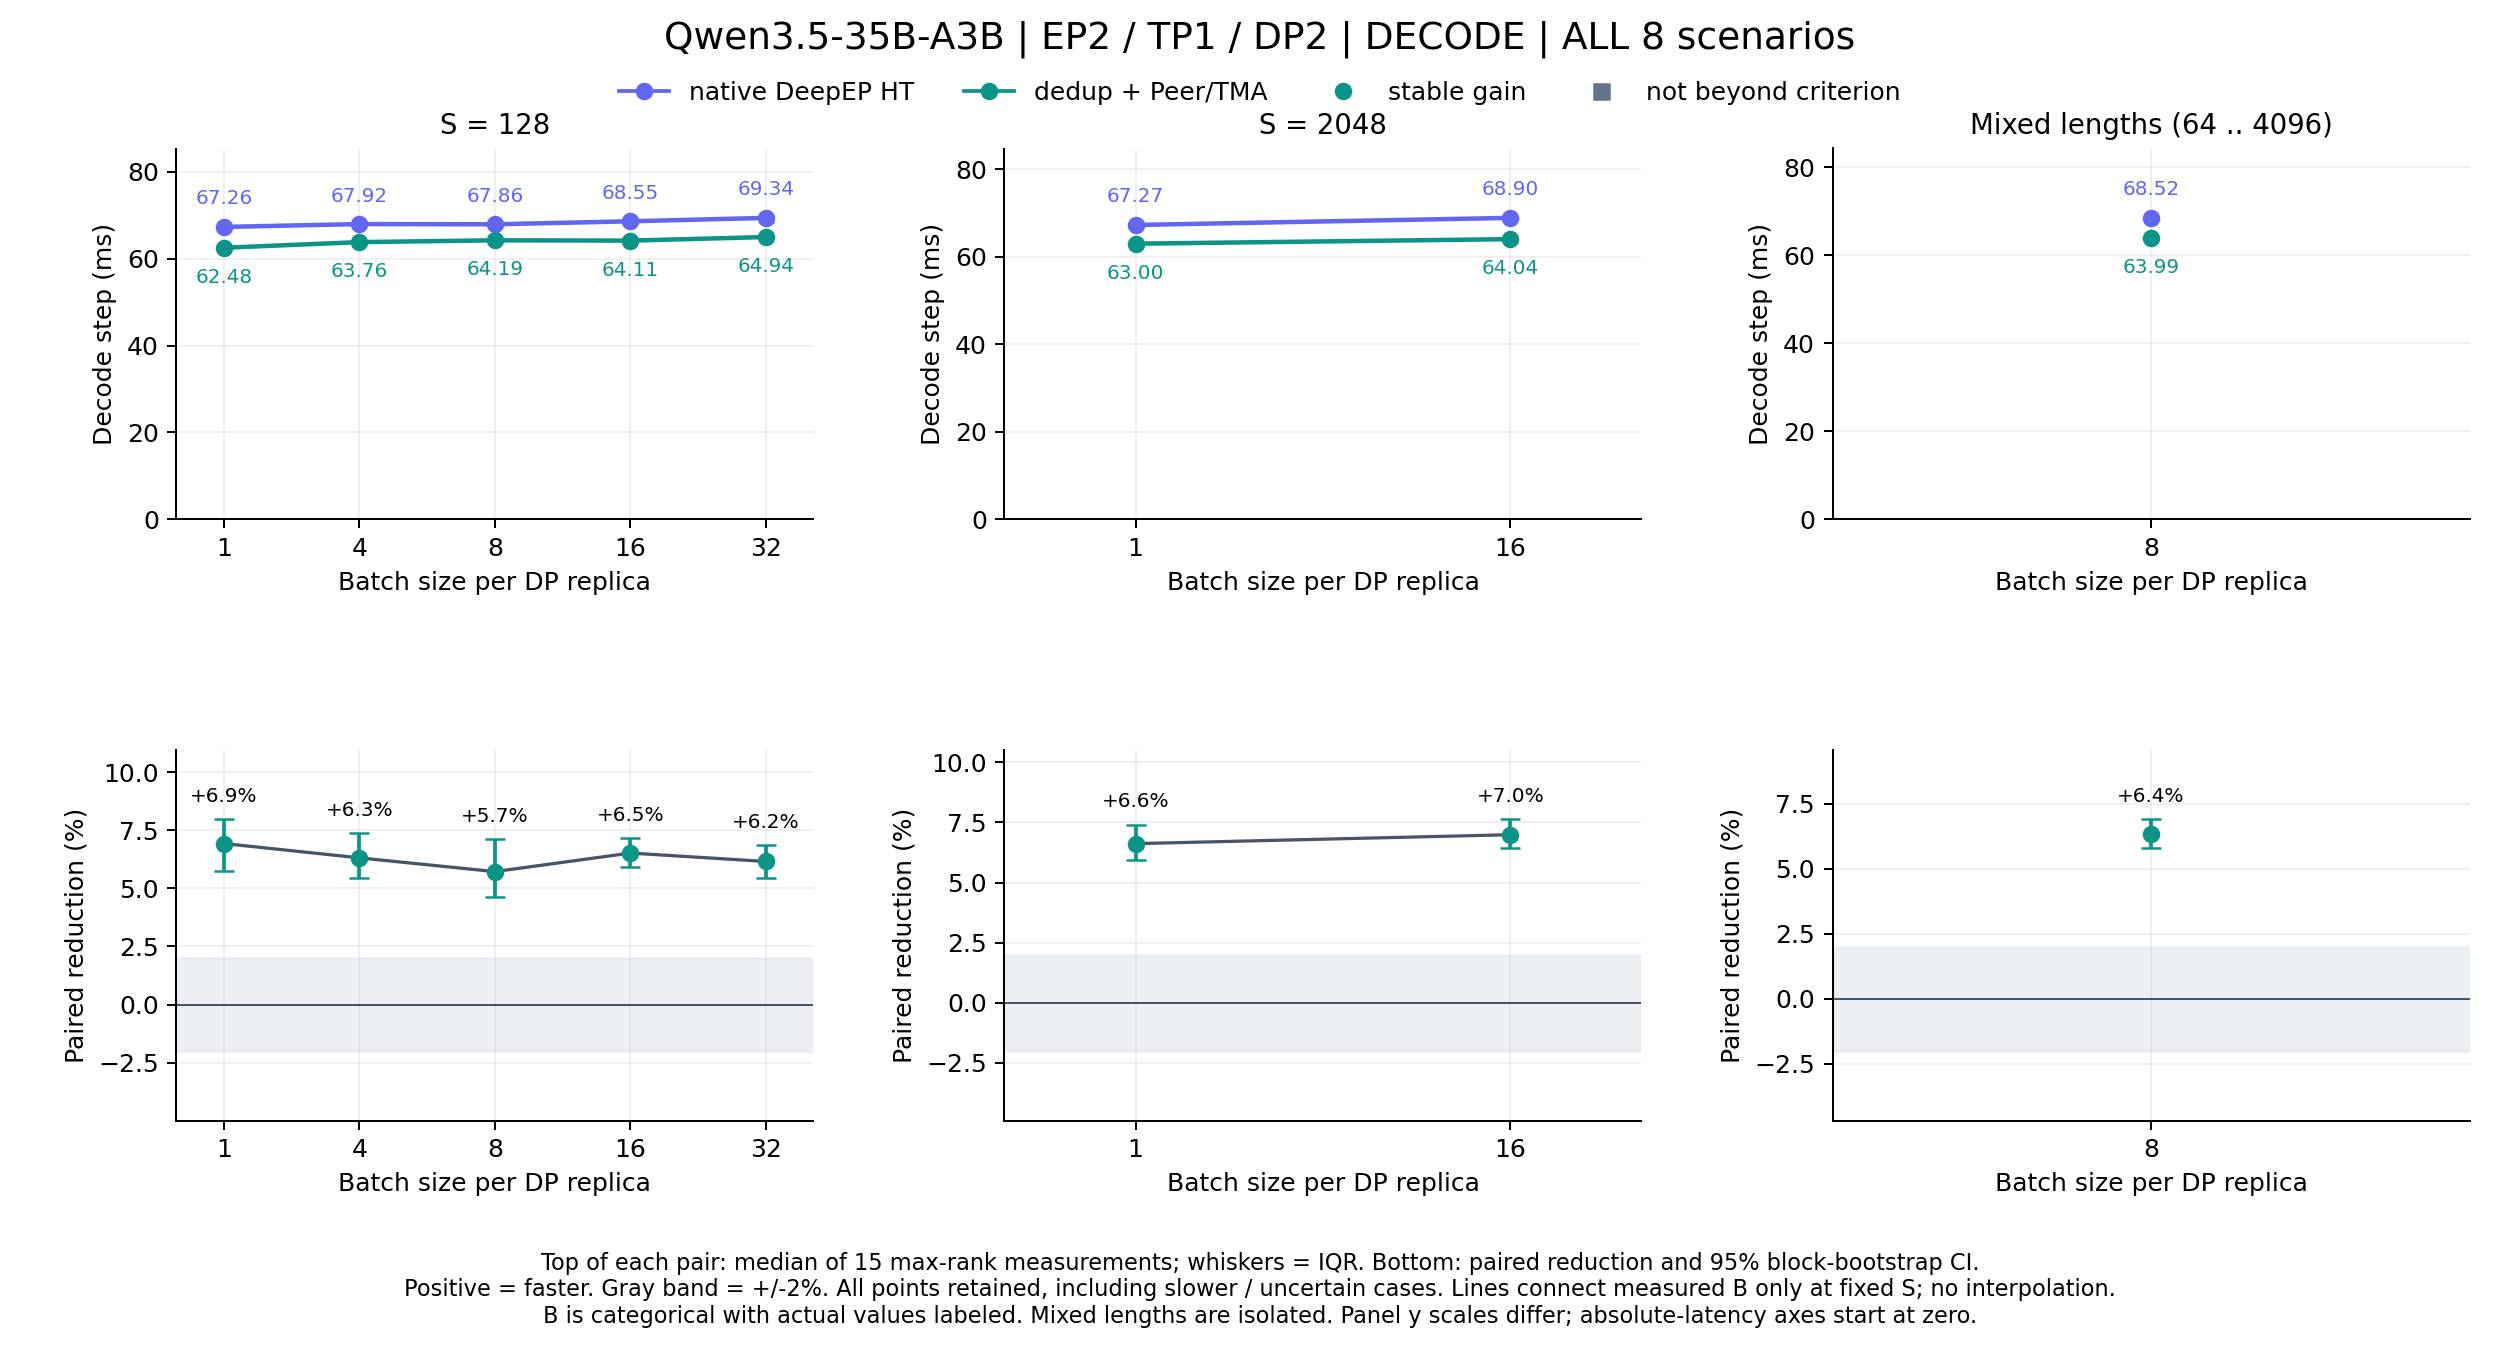 Qwen3.5-35B-A3B | EP2 / TP1 / DP2 | DECODE | ALL 8 scenarios
native DeepEP HT dedup + Peer/TMA stable gain not beyond criterion
S = 128
80
60
40
20
0
Decode step (ms)
67.26 67.92 67.86 68.55 69.34
62.48 63.76 64.19 64.11 64.94
1 4 8 16 32
Batch size per DP replica
S = 2048
80
60
40
20
0
Decode step (ms)
67.27 68.90
63.00 64.04
1 16
Batch size per DP replica
Mixed lengths (64 .. 4096)
80
60
40
20
0
Decode step (ms)
68.52
63.99
8
Batch size per DP replica
10.0
7.5
5.0
2.5
0.0
−2.5
Paired reduction (%)
+6.9% +6.3% +5.7% +6.5% +6.2%
1 4 8 16 32
Batch size per DP replica
10.0
7.5
5.0
2.5
0.0
−2.5
Paired reduction (%)
+6.6% +7.0%
1 16
Batch size per DP replica
7.5
5.0
2.5
0.0
−2.5
Paired reduction (%)
+6.4%
8
Batch size per DP replica
Top of each pair: median of 15 max-rank measurements; whiskers = IQR. Bottom: paired reduction and 95% block-bootstrap CI.
Positive = faster. Gray band = +/-2%. All points retained, including slower / uncertain cases. Lines connect measured B only at fixed S; no interpolation.
B is categorical with actual values labeled. Mixed lengths are isolated. Panel y scales differ; absolute-latency axes start at zero.